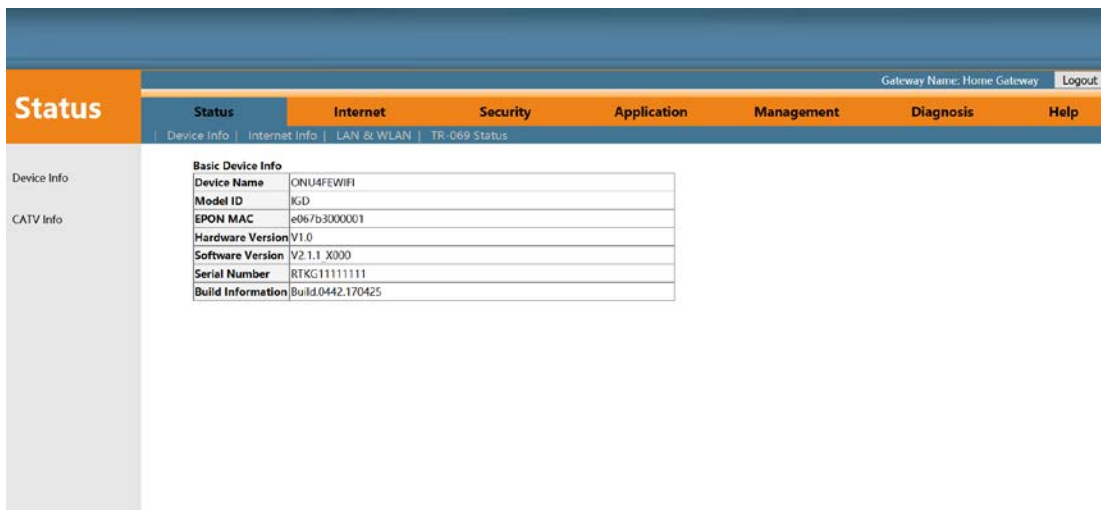 Gateway Name: Home Gateway Logout
Status
Status Internet Security Application Management Diagnosis Help
| Device Info | Internet Info | LAN & WLAN | TR-069 Status
Device Info
CATV Info
Basic Device Info
Device Name ONU4FEWIFI
Model ID IGD
EPON MAC e067b3000001
Hardware Version V1.0
Software Version V2.1.1_X000
Serial Number RTKG11111111
Build Information Build.0442.170425